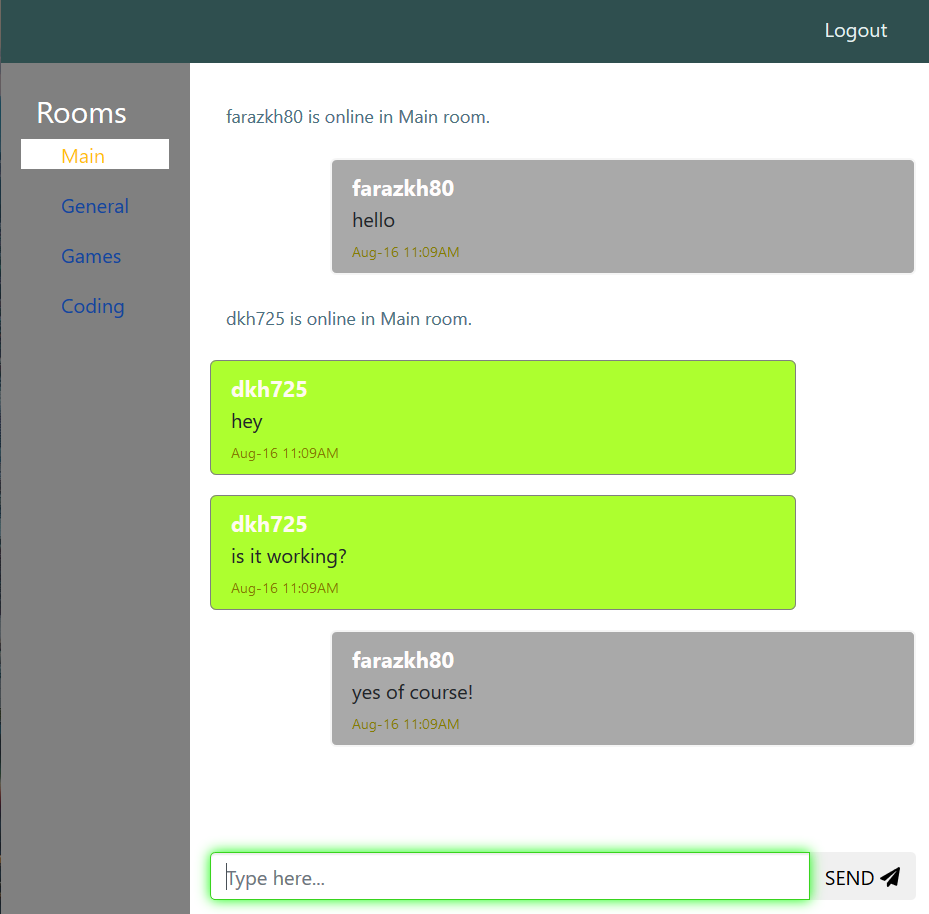 Logout
Rooms
Main
General
Games
Coding
farazkh80 is online in Main room.
farazkh80
hello
Aug-16 11:09AM
dkh725 is online in Main room.
dkh725
hey
Aug-16 11:09AM
dkh725
is it working?
Aug-16 11:09AM
farazkh80
yes of course!
Aug-16 11:09AM
Type here...
SEND